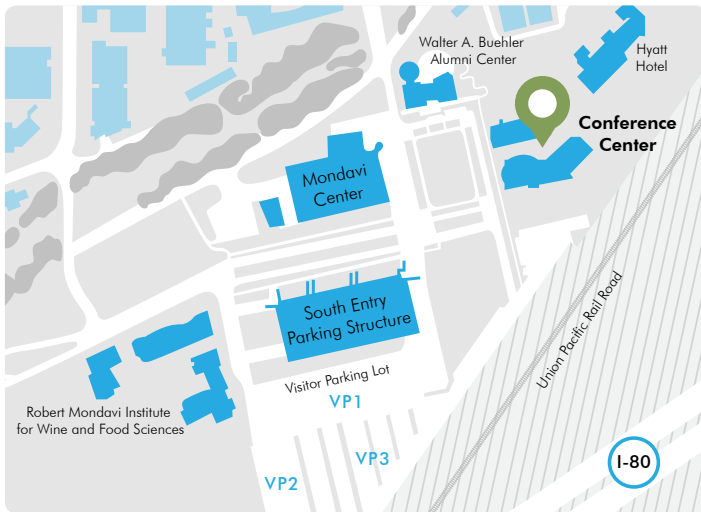 Walter A. Buehler
Alumni Center
Hyatt
Hotel
Conference
Center
Mondavi
Center
South Entry
Parking Structure
Union Pacific Rail Road
Visitor Parking Lot
VP1
Robert Mondavi Institute
for Wine and Food Sciences
VP3
VP2
I-80